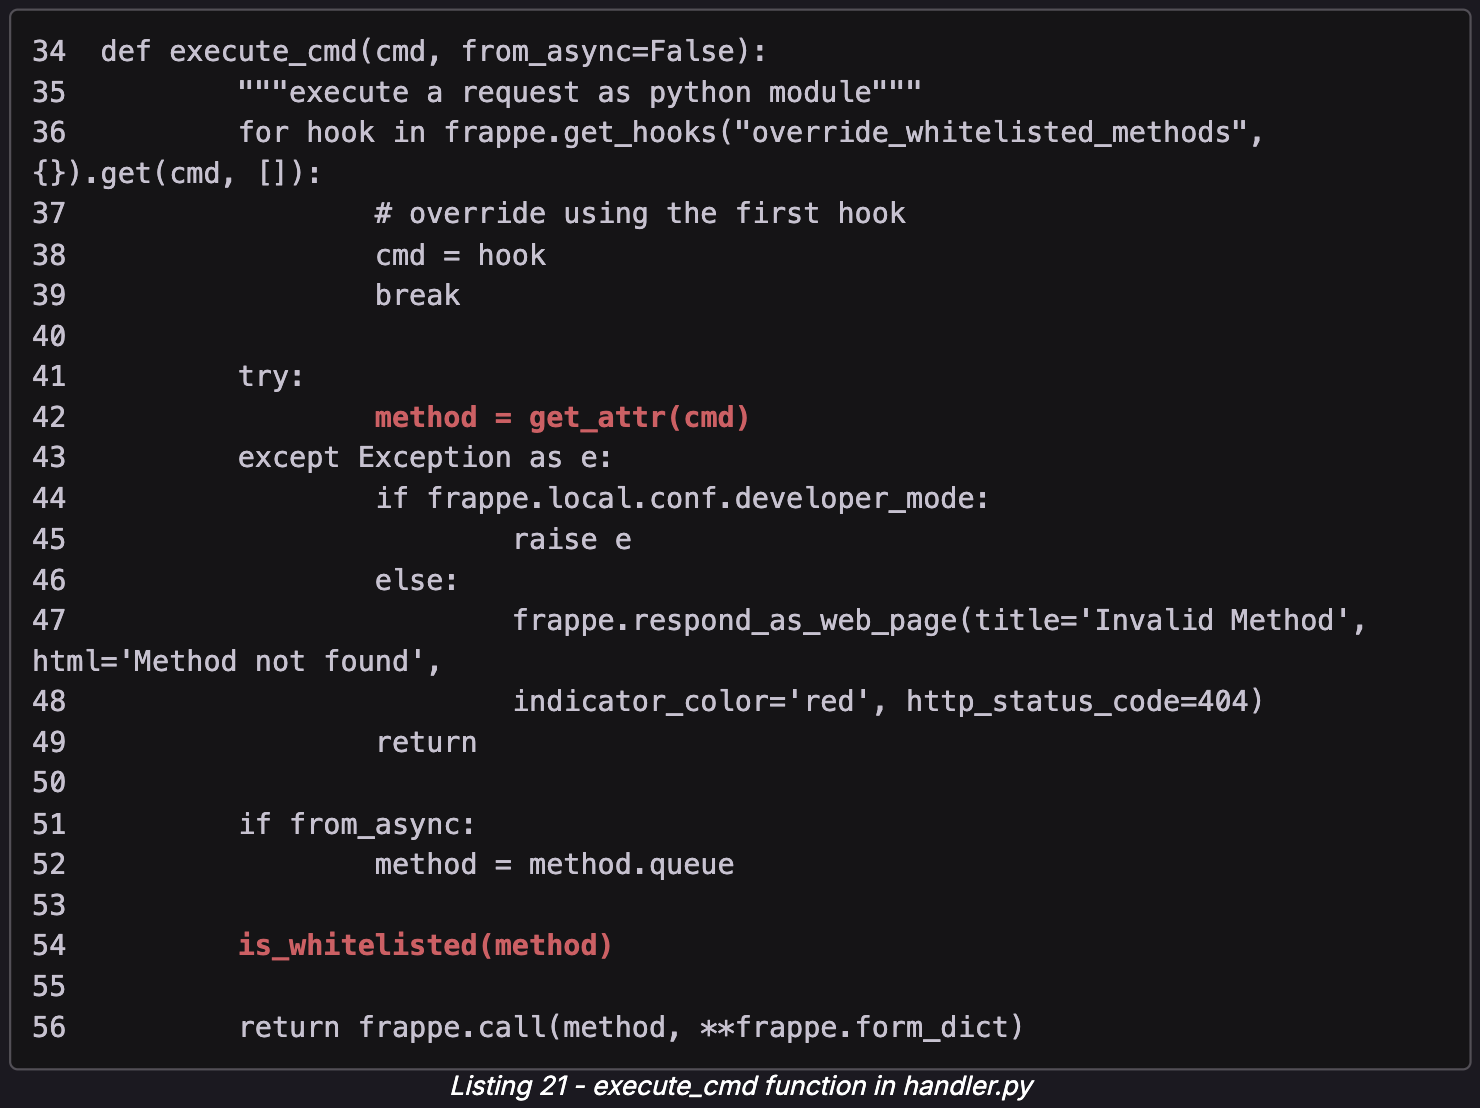 34  def execute_cmd(cmd, from_async=False):
35          """execute a request as python module"""
36          for hook in frappe.get_hooks("override_whitelisted_methods",
{}).get(cmd, []):
37                  # override using the first hook
38                  cmd = hook
39                  break
40
41          try:
42                  method = get_attr(cmd)
43          except Exception as e:
44                  if frappe.local.conf.developer_mode:
45                          raise e
46                  else:
47                          frappe.respond_as_web_page(title='Invalid Method',
html='Method not found',
48                          indicator_color='red', http_status_code=404)
49                  return
50
51          if from_async:
52                  method = method.queue
53
54          is_whitelisted(method)
55
56          return frappe.call(method, **frappe.form_dict)
Listing 21 - execute_cmd function in handler.py